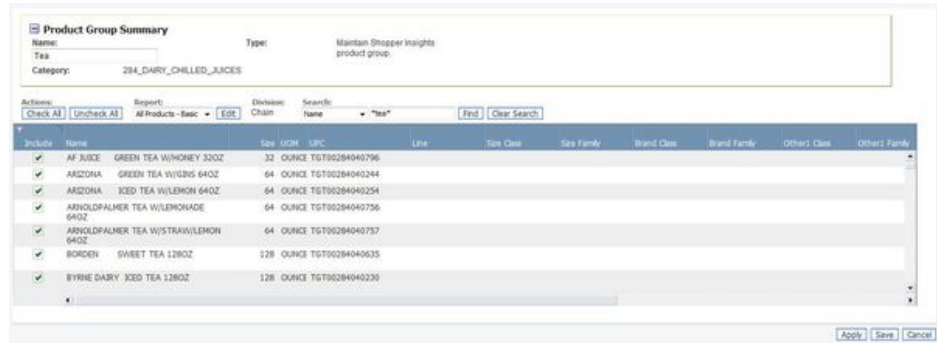 Product Group Summary
Name: Type: Maintain Shopper Insights
product group.
Tea
Category: 284_DAIRY_CHILLED_JUICES
Actions: Report: Division: Search:
Check All Uncheck All All Products - Basic Edit Chain Name "tea" Find Clear Search
Include Name Size UOM UPC Line Size Class Size Family Brand Class Brand Family Other1 Class Other1 Family
AF JUICE GREEN TEA W/HONEY 32OZ 32 OUNCE TGT00284040796
ARIZONA GREEN TEA W/GINS 64OZ 64 OUNCE TGT00284040244
ARIZONA ICED TEA W/LEMON 64OZ 64 OUNCE TGT00284040254
ARNOLDPALMER TEA W/LEMONADE 64 OUNCE TGT00284040756
64OZ
ARNOLDPALMER TEA W/STRAW/LEMON 64 OUNCE TGT00284040757
64OZ
BORDEN SWEET TEA 128OZ 128 OUNCE TGT00284040635
BYRNE DAIRY ICED TEA 128OZ 128 OUNCE TGT00284040230
Apply Save Cancel